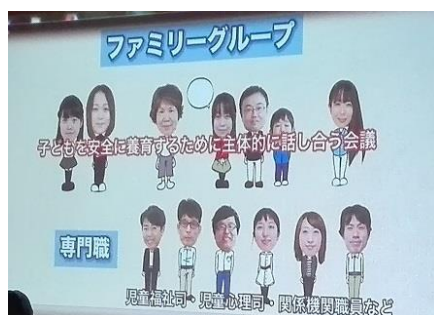 ファミリーグループ
子どもを安全に養育するために主体的に話し合う会議
専門職
児童福祉司・児童心理司・関係機関職員など